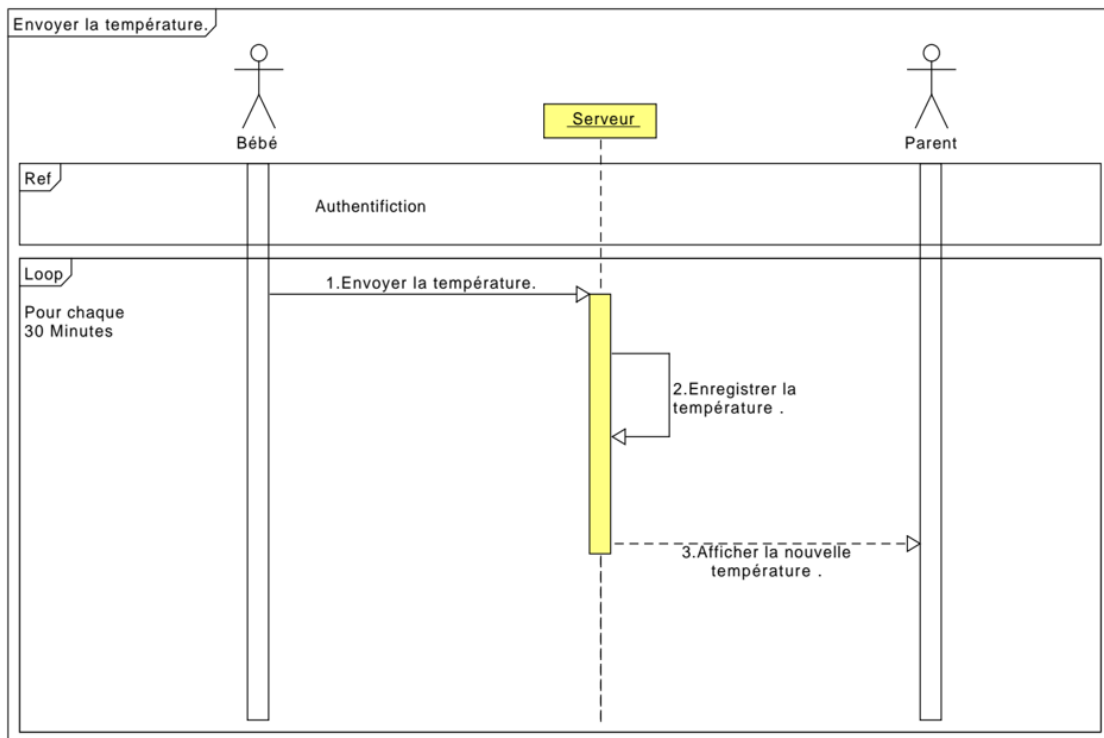 Envoyer la température.
Bébé
Serveur
Parent
Ref
Authentifiction
Loop
Pour chaque
30 Minutes
1.Envoyer la température.
2.Enregistrer la
température .
3.Afficher la nouvelle
température .